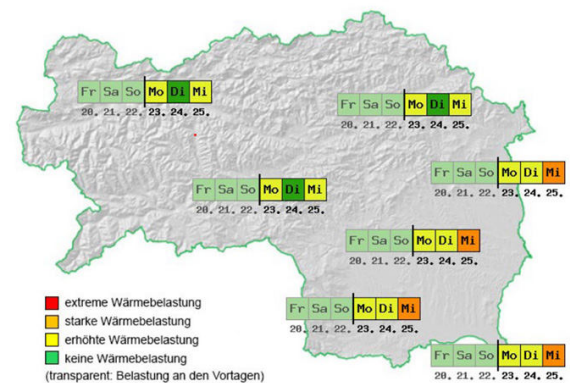 Fr Sa So Mo Di Mi
20. 21. 22. 23. 24. 25.
Fr Sa So Mo Di Mi
20. 21. 22. 23. 24. 25.
Fr Sa So Mo Di Mi
20. 21. 22. 23. 24. 25.
Fr Sa So Mo Di Mi
20. 21. 22. 23. 24. 25.
Fr Sa So Mo Di Mi
20. 21. 22. 23. 24. 25.
Fr Sa So Mo Di Mi
20. 21. 22. 23. 24. 25.
Fr Sa So Mo Di Mi
20. 21. 22. 23. 24. 25.
extreme Wärmebelastung
starke Wärmebelastung
erhöhte Wärmebelastung
keine Wärmebelastung
(transparent: Belastung an den Vortagen)